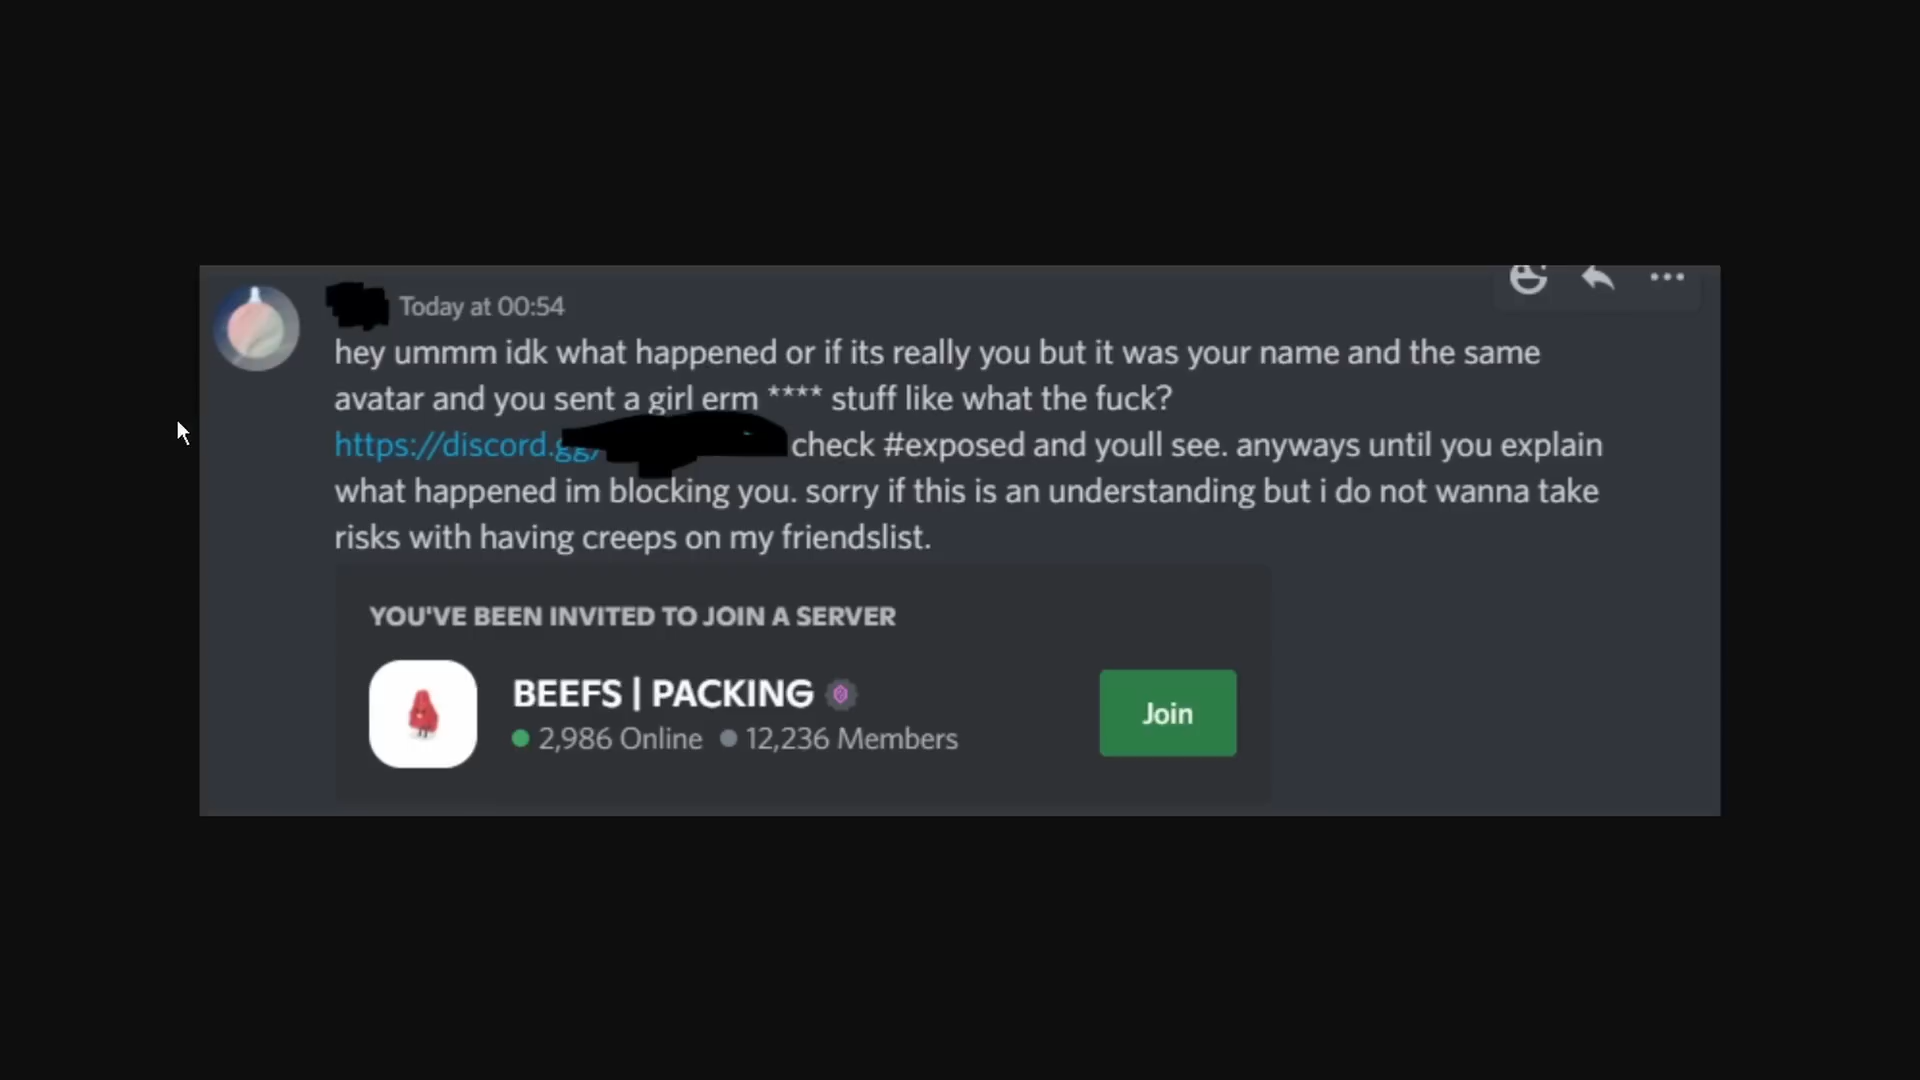 Today at 00:54
hey ummm idk what happened or if its really you but it was your name and the same
avatar and you sent a girl erm **** stuff like what the fuck?
https://discord.gg/ check #exposed and youll see. anyways until you explain
what happened im blocking you. sorry if this is an understanding but i do not wanna take
risks with having creeps on my friendslist.
YOU'VE BEEN INVITED TO JOIN A SERVER
BEEFS | PACKING
2,986 Online 12,236 Members
Join